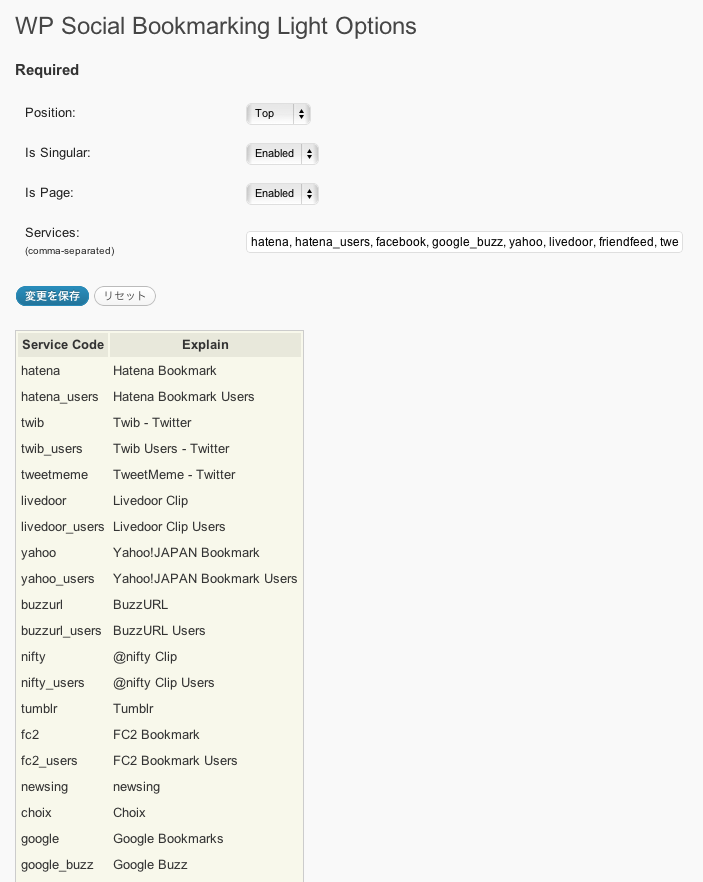 WP Social Bookmarking Light Options
Required
Position: Top
Is Singular: Enabled
Is Page: Enabled
Services:
(comma-separated)
hatena, hatena_users, facebook, google_buzz, yahoo, livedoor, friendfeed, twe
変更を保存 リセット
Service Code Explain
hatena Hatena Bookmark
hatena_users Hatena Bookmark Users
twib Twib - Twitter
twib_users Twib Users - Twitter
tweetmeme TweetMeme - Twitter
livedoor Livedoor Clip
livedoor_users Livedoor Clip Users
yahoo Yahoo!JAPAN Bookmark
yahoo_users Yahoo!JAPAN Bookmark Users
buzzurl BuzzURL
buzzurl_users BuzzURL Users
nifty @nifty Clip
nifty_users @nifty Clip Users
tumblr Tumblr
fc2 FC2 Bookmark
fc2_users FC2 Bookmark Users
newsing newsing
choix Choix
google Google Bookmarks
google_buzz Google Buzz